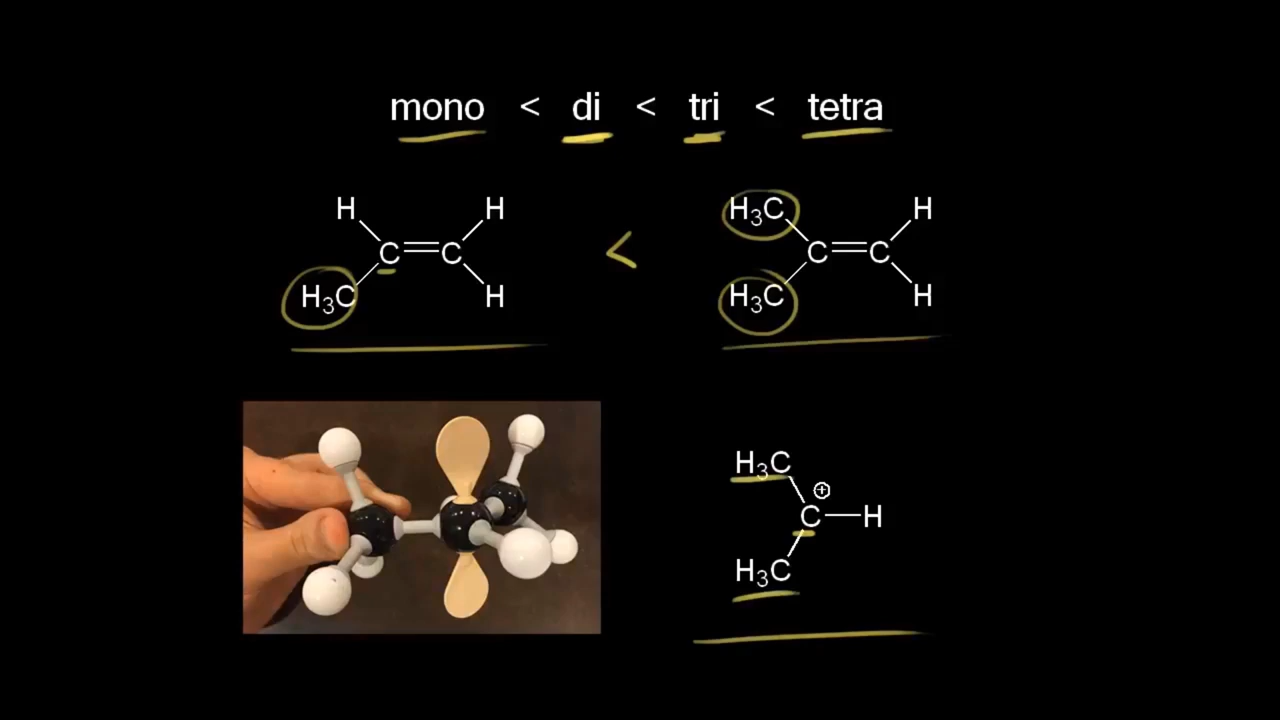 mono < di < tri < tetra
H H H₃C H
C C < C C
H₃C H H₃C H
H₃C
⊕
C H
H₃C